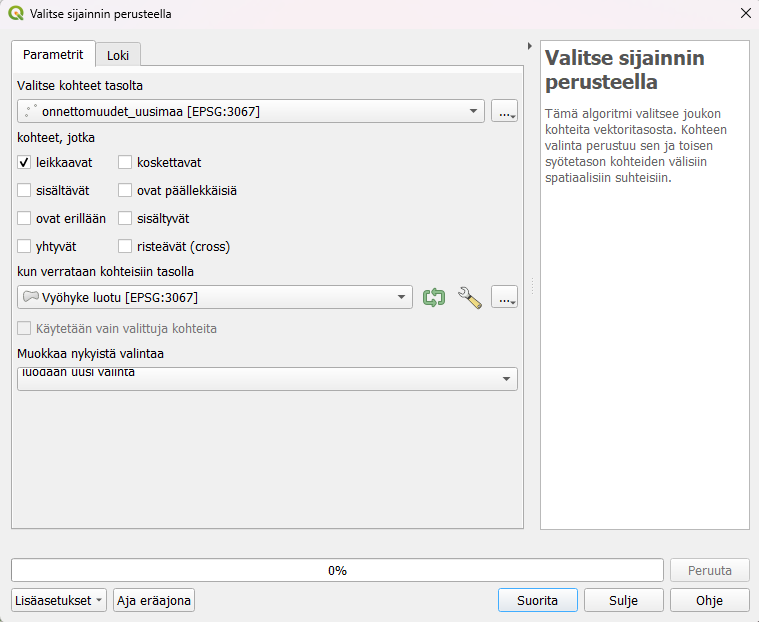 Valitse sijainnin perusteella
Parametrit
Loki
Valitse kohteet tasolta
onnettomuudet_uusimaa [EPSG:3067]
...
kohteet, jotka
leikkaavat
koskettavat
sisältävät
ovat päällekkäisiä
ovat erillään
sisältyvät
yhtyvät
risteävät (cross)
kun verrataan kohteisiin tasolla
Vyöhyke luotu [EPSG:3067]
...
Käytetään vain valittuja kohteita
Muokkaa nykyistä valintaa
luodaan uusi valinta
Valitse sijainnin
perusteella
Tämä algoritmi valitsee joukon
kohteita vektoritasosta. Kohteen
valinta perustuu sen ja toisen
syötetason kohteiden välisiin
spatiaalisiin suhteisiin.
0%
Peruuta
Lisäasetukset
Aja eräajona
Suorita
Sulje
Ohje